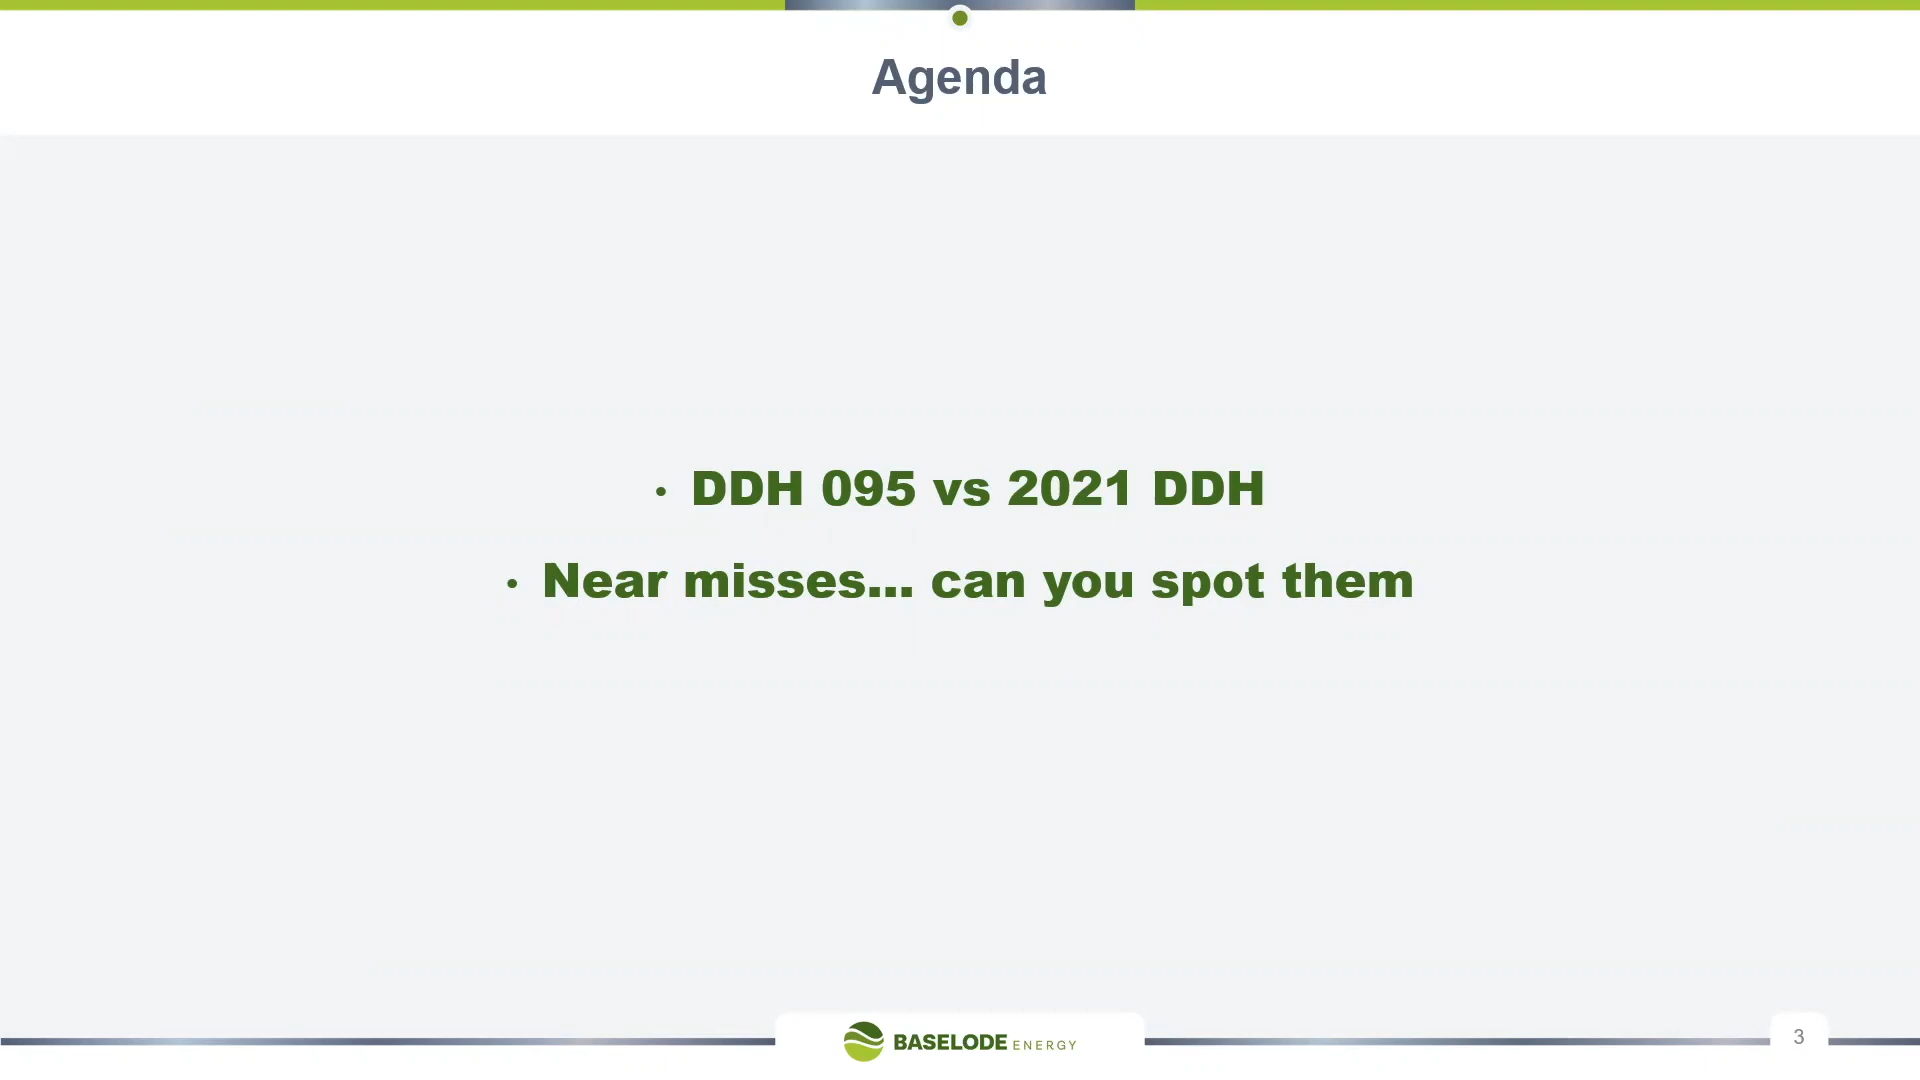 Agenda
• DDH 095 vs 2021 DDH
• Near misses... can you spot them
BASELODE ENERGY
3